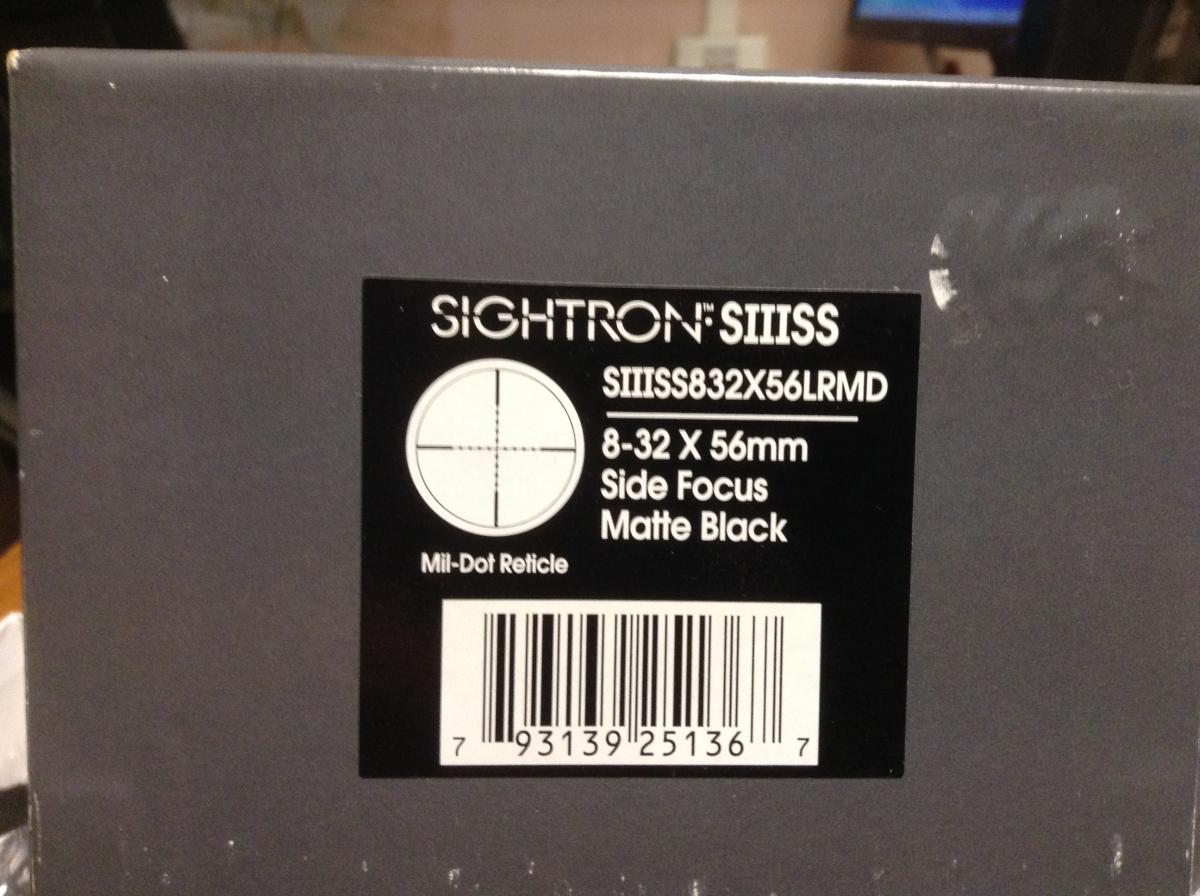 SIGHTRON™ SIIISS
SIIISS832X56LRMD
8-32 X 56mm
Side Focus
Matte Black
Mil-Dot Reticle
7 93139 25136 7